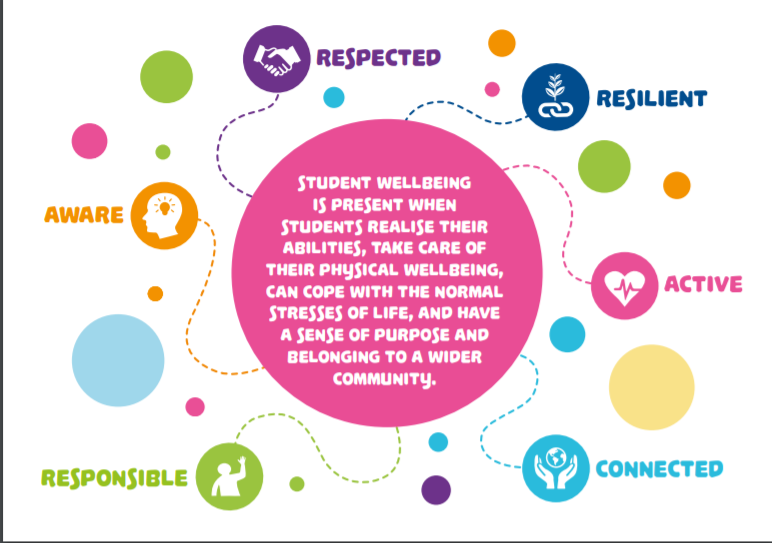 RESPECTED
RESILIENT
AWARE
ACTIVE
STUDENT WELLBEING
IS PRESENT WHEN
STUDENTS REALISE THEIR
ABILITIES, TAKE CARE OF
THEIR PHYSICAL WELLBEING,
CAN COPE WITH THE NORMAL
STRESSES OF LIFE, AND HAVE
A SENSE OF PURPOSE AND
BELONGING TO A WIDER
COMMUNITY.
RESPONSIBLE
CONNECTED